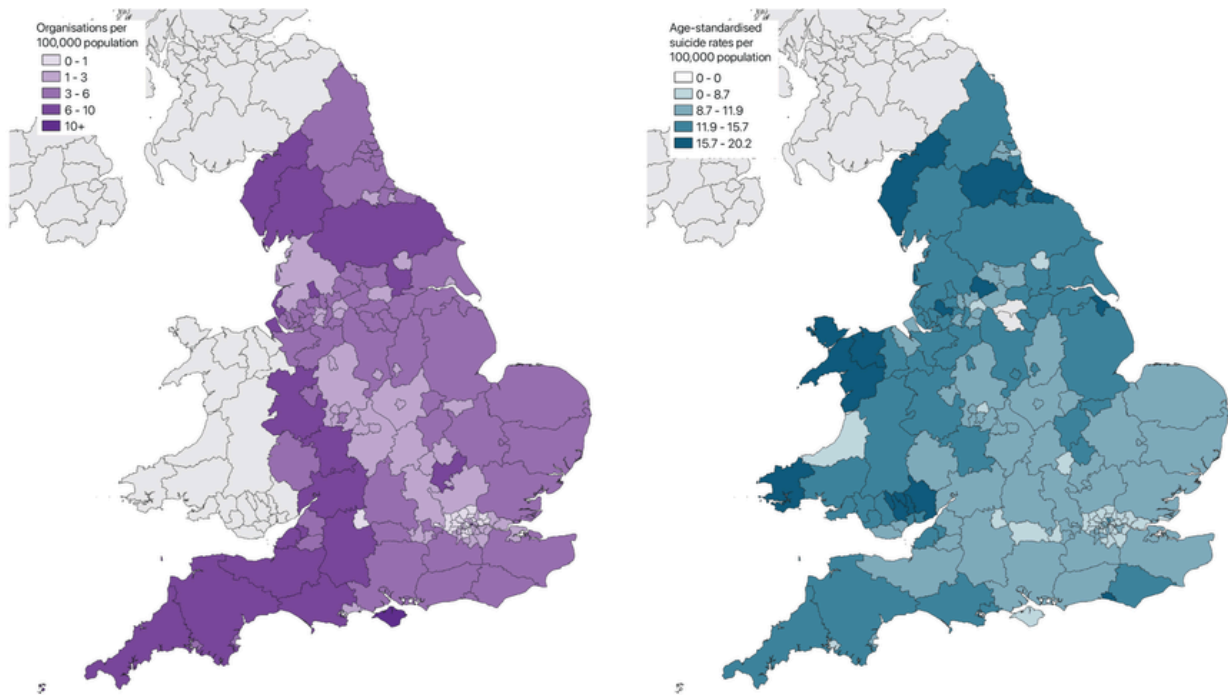 Organisations per
100,000 population
0 - 1
1 - 3
3 - 6
6 - 10
10+
Age-standardised
suicide rates per
100,000 population
0 - 0
0 - 8.7
8.7 - 11.9
11.9 - 15.7
15.7 - 20.2